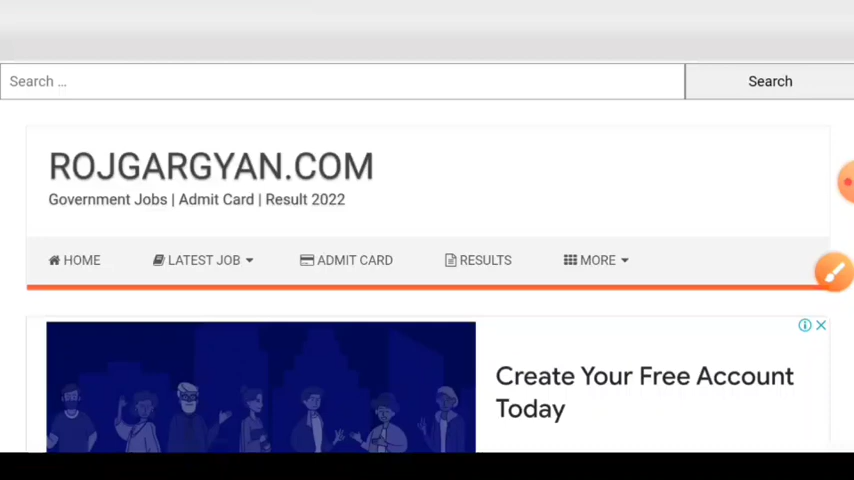 Search ...
Search
ROJGARGYAN.COM
Government Jobs | Admit Card | Result 2022
HOME
LATEST JOB
ADMIT CARD
RESULTS
MORE
Create Your Free Account
Today